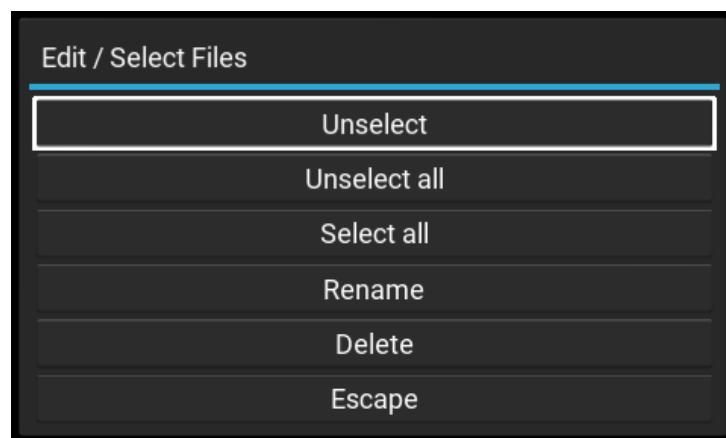 Edit / Select Files
Unselect
Unselect all
Select all
Rename
Delete
Escape